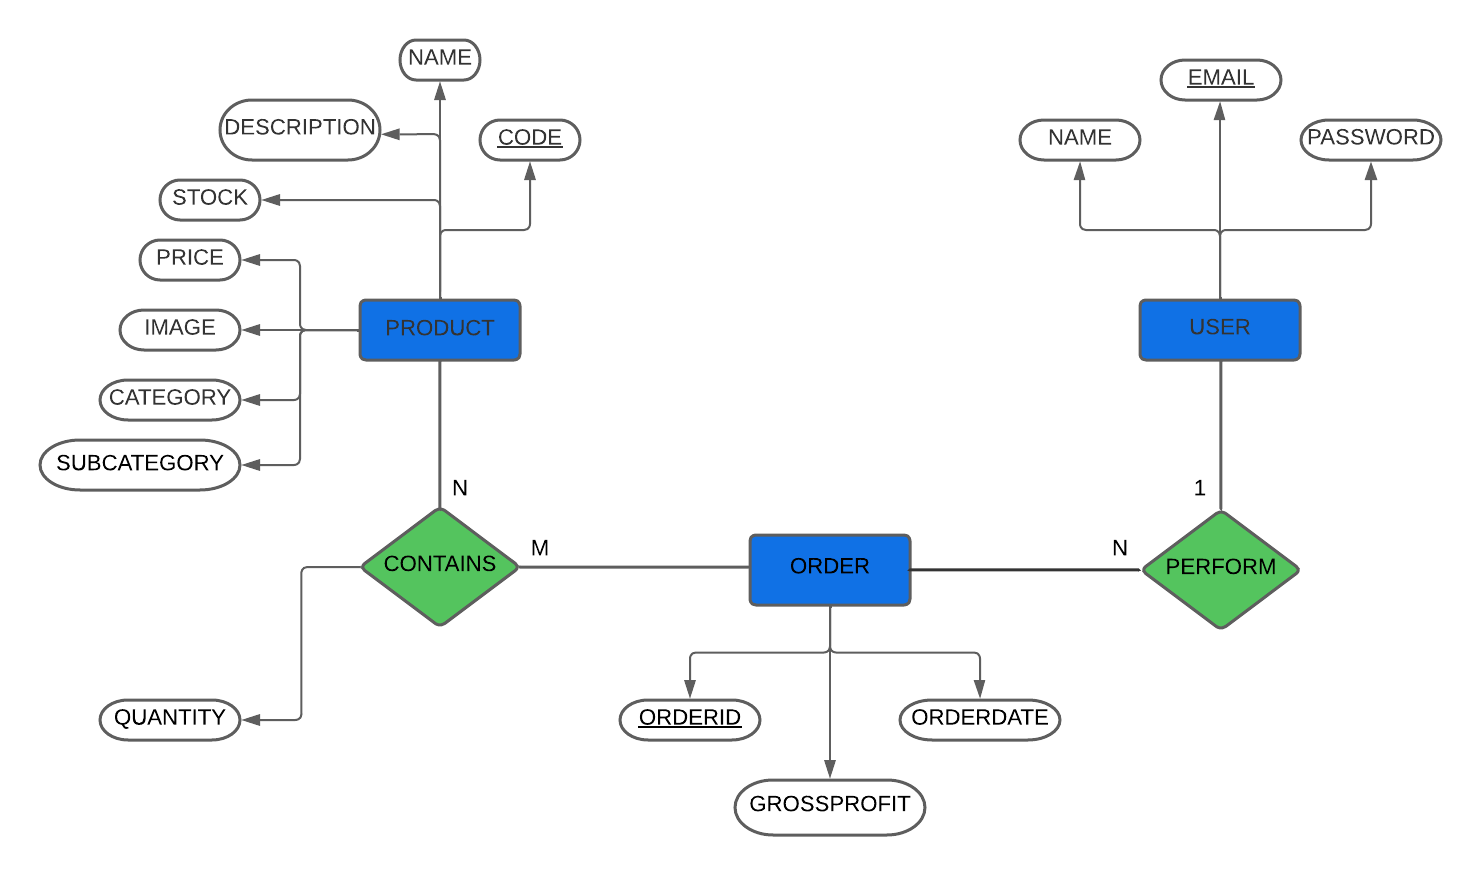 NAME
EMAIL
DESCRIPTION
CODE
NAME
PASSWORD
STOCK
PRICE
IMAGE
PRODUCT
USER
CATEGORY
SUBCATEGORY
N
1
M
N
CONTAINS
ORDER
PERFORM
QUANTITY
ORDERID
ORDERDATE
GROSSPROFIT